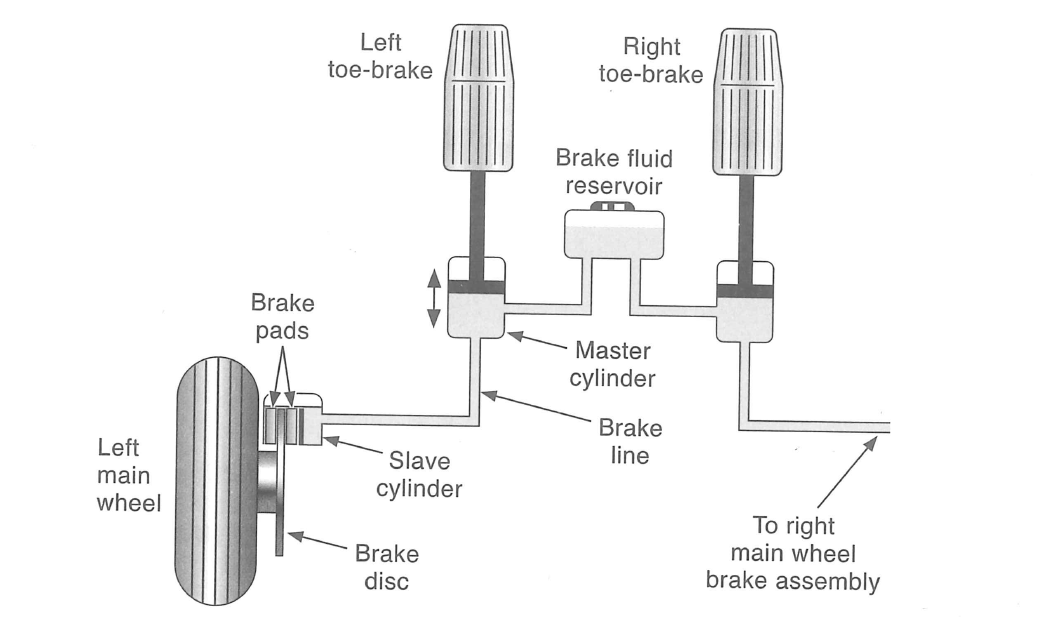 Left
toe-brake
Right
toe-brake
Brake fluid
reservoir
Brake
pads
Master
cylinder
Brake
line
Left
main
wheel
Slave
cylinder
Brake
disc
To right
main wheel
brake assembly